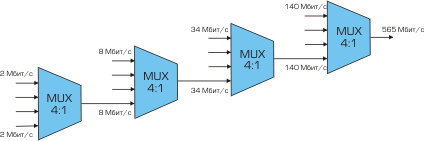 140 Мбит/с
34 Мбит/с
565 Мбит/с
MUX
4:1
8 Мбит/с
MUX
4:1
140 Мбит/с
2 Мбит/с
MUX
4:1
34 Мбит/с
MUX
4:1
8 Мбит/с
2 Мбит/с